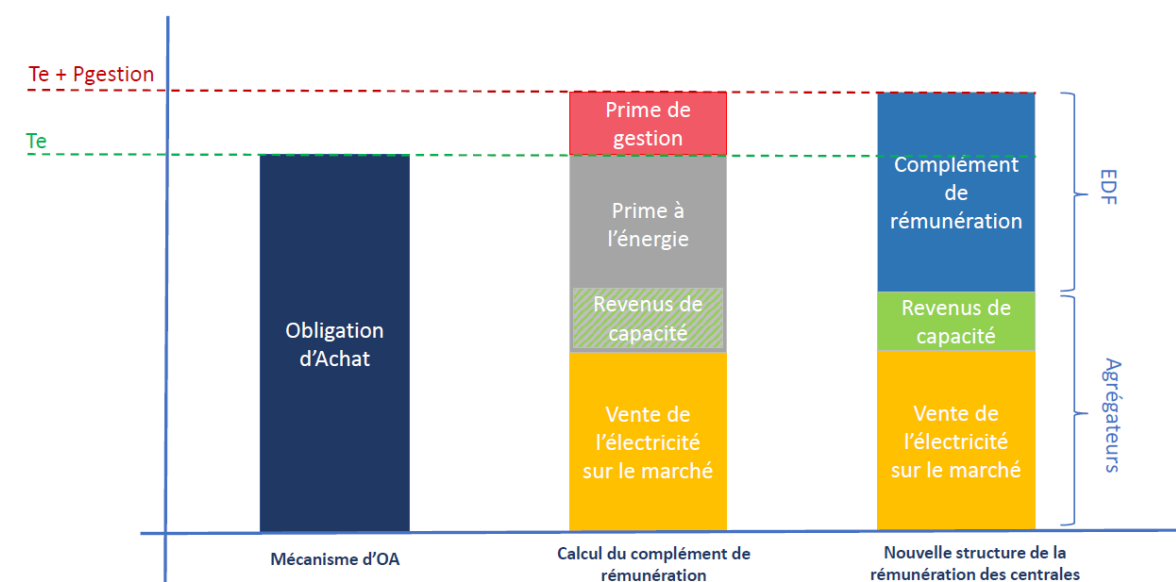 Te + Pgestion
Te
Obligation
d'Achat
Prime de
gestion
Prime à
l'énergie
Revenus de
capacité
Vente de
l'électricité
sur le marché
Complément
de
rémunération
Revenus de
capacité
Vente de
l'électricité
sur le marché
EDF
Agrégateurs
Mécanisme d'OA
Calcul du complément de
rémunération
Nouvelle structure de la
rémunération des centrales